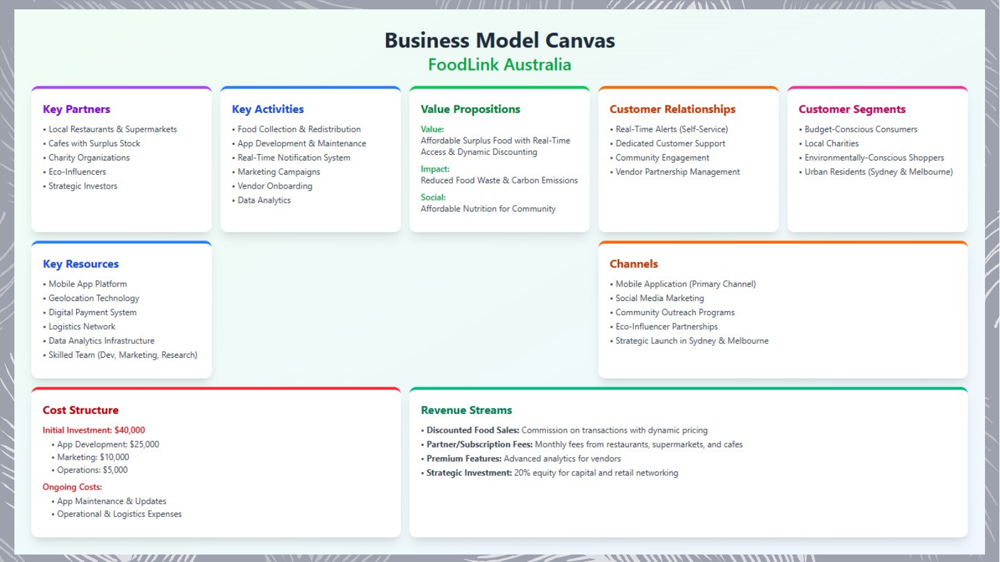 Business Model Canvas
FoodLink Australia
Key Partners
• Local Restaurants & Supermarkets
• Cafes with Surplus Stock
• Charity Organizations
• Eco-Influencers
• Strategic Investors
Key Activities
• Food Collection & Redistribution
• App Development & Maintenance
• Real-Time Notification System
• Marketing Campaigns
• Vendor Onboarding
• Data Analytics
Value Propositions
Value:
Affordable Surplus Food with Real-Time
Access & Dynamic Discounting
Impact:
Reduced Food Waste & Carbon Emissions
Social:
Affordable Nutrition for Community
Customer Relationships
• Real-Time Alerts (Self-Service)
• Dedicated Customer Support
• Community Engagement
• Vendor Partnership Management
Customer Segments
• Budget-Conscious Consumers
• Local Charities
• Environmentally-Conscious Shoppers
• Urban Residents (Sydney & Melbourne)
Key Resources
• Mobile App Platform
• Geolocation Technology
• Digital Payment System
• Logistics Network
• Data Analytics Infrastructure
• Skilled Team (Dev, Marketing, Research)
Channels
• Mobile Application (Primary Channel)
• Social Media Marketing
• Community Outreach Programs
• Eco-Influencer Partnerships
• Strategic Launch in Sydney & Melbourne
Cost Structure
Initial Investment: $40,000
• App Development: $25,000
• Marketing: $10,000
• Operations: $5,000
Ongoing Costs:
• App Maintenance & Updates
• Operational & Logistics Expenses
Revenue Streams
• Discounted Food Sales: Commission on transactions with dynamic pricing
• Partner/Subscription Fees: Monthly fees from restaurants, supermarkets, and cafes
• Premium Features: Advanced analytics for vendors
• Strategic Investment: 20% equity for capital and retail networking